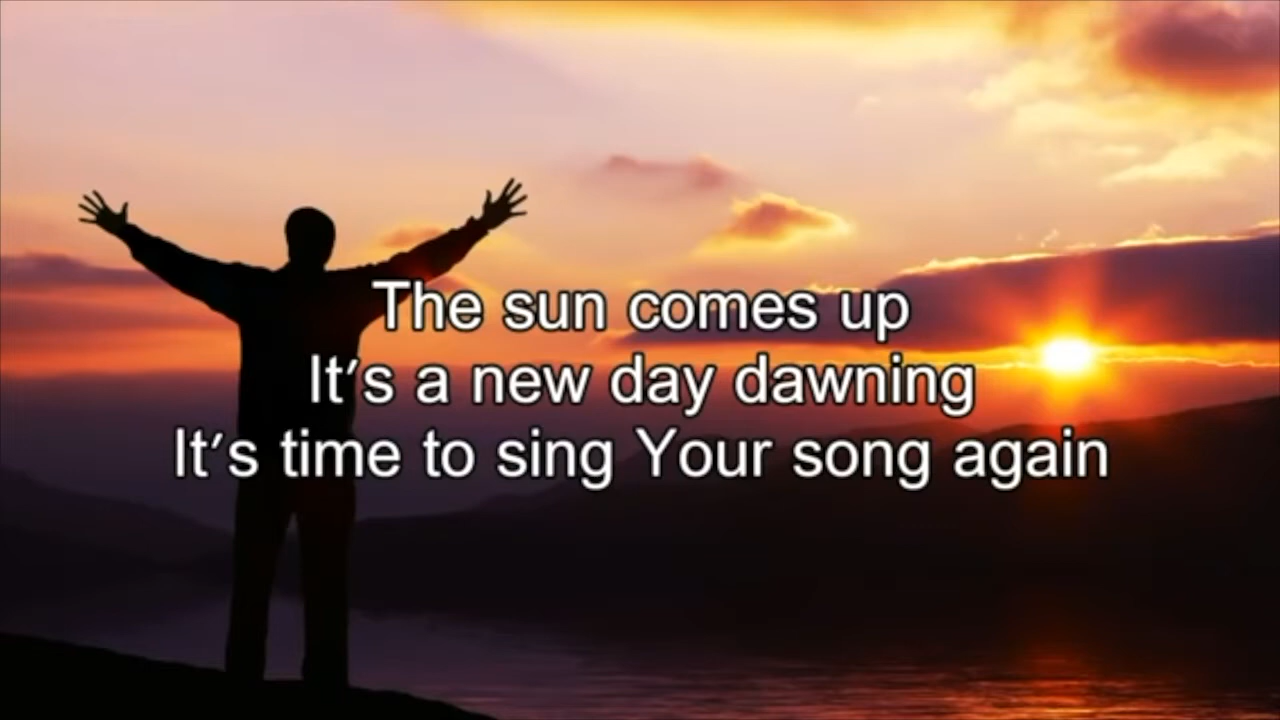 The sun comes up
It's a new day dawning
It's time to sing Your song again